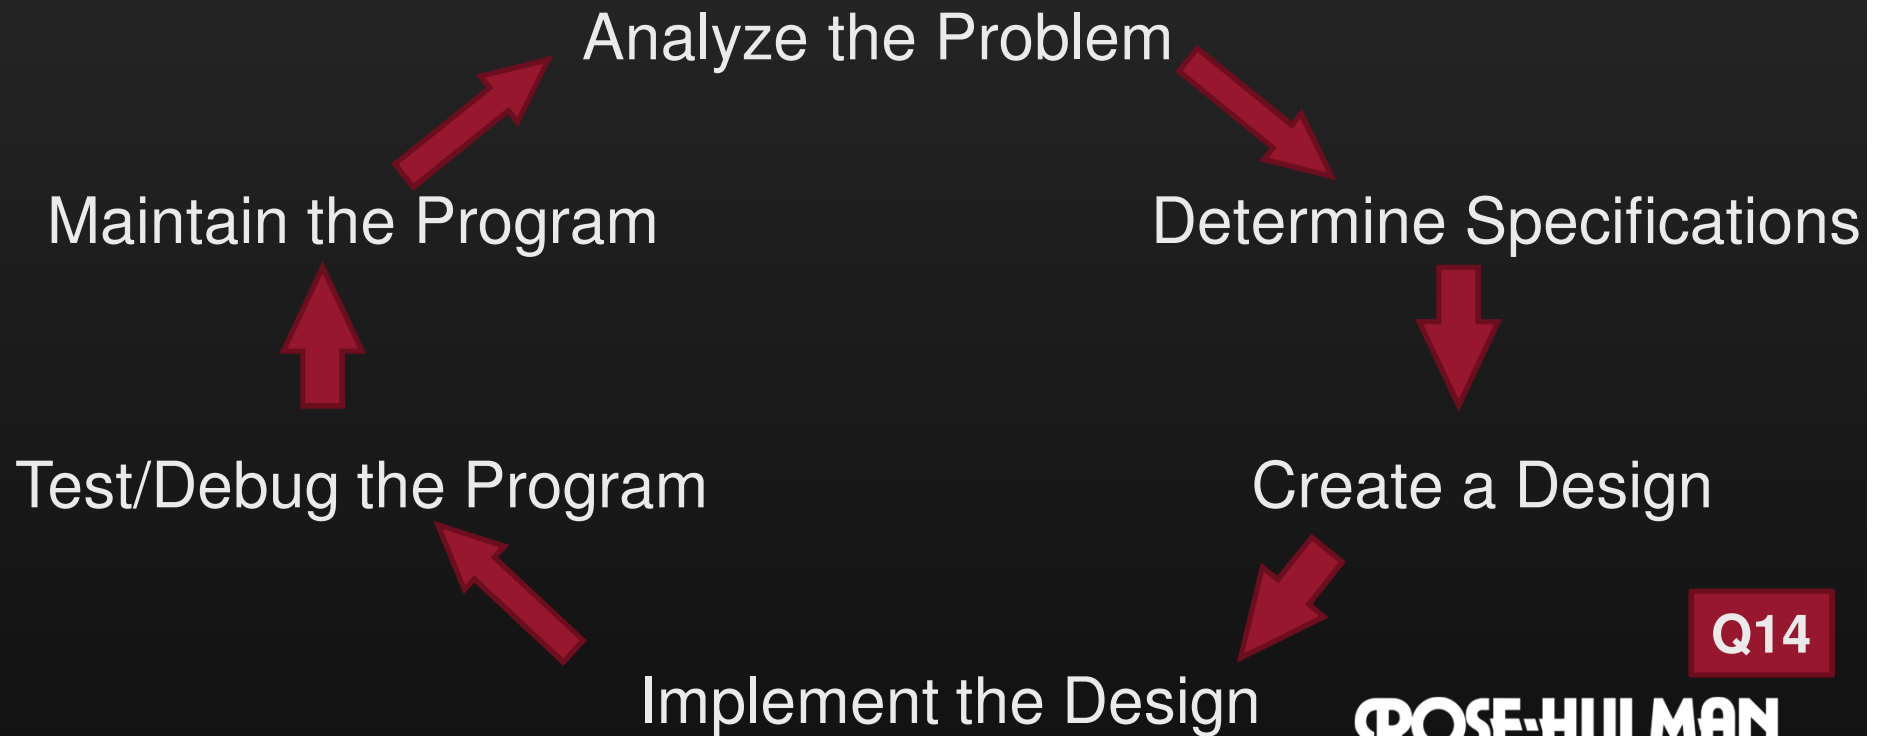 Analyze the Problem
Maintain the Program
Determine Specifications
Test/Debug the Program
Create a Design
Q14
Implement the Design
ROSE-HULMAN